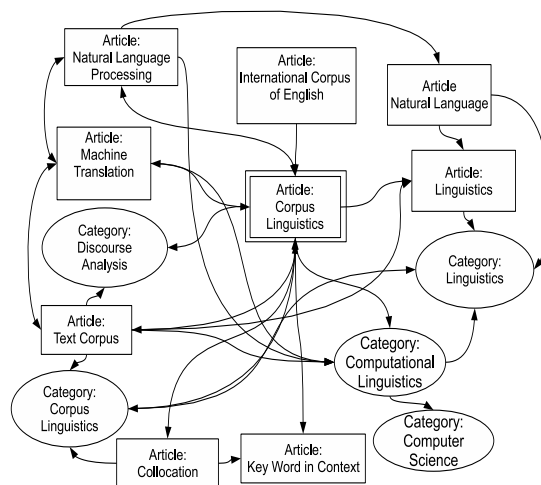 Article:
Natural Language
Processing
Article:
International Corpus
of English
Article
Natural Language
Article:
Machine
Translation
Article:
Corpus
Linguistics
Article:
Linguistics
Category:
Discourse
Analysis
Category:
Linguistics
Article:
Text Corpus
Category:
Computational
Linguistics
Category:
Corpus
Linguistics
Category:
Computer
Science
Article:
Collocation
Article:
Key Word in Context